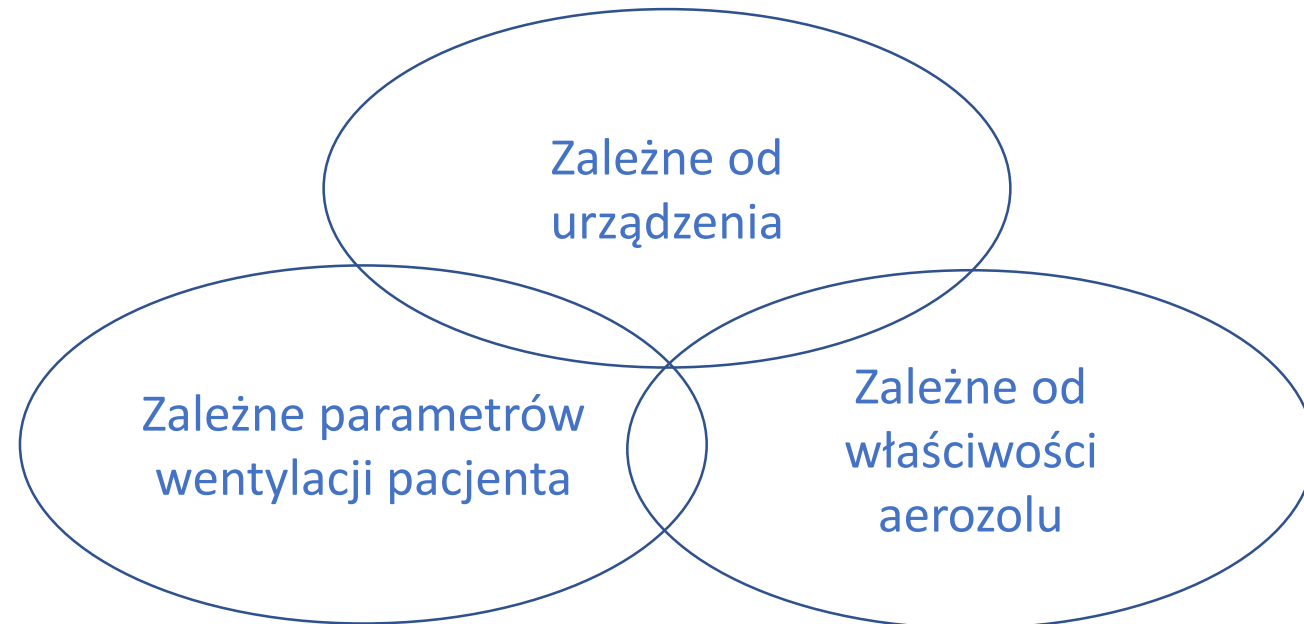 Zależne od
urządzenia
Zależne parametrów
wentylacji pacjenta
Zależne od
właściwości
aerozolu